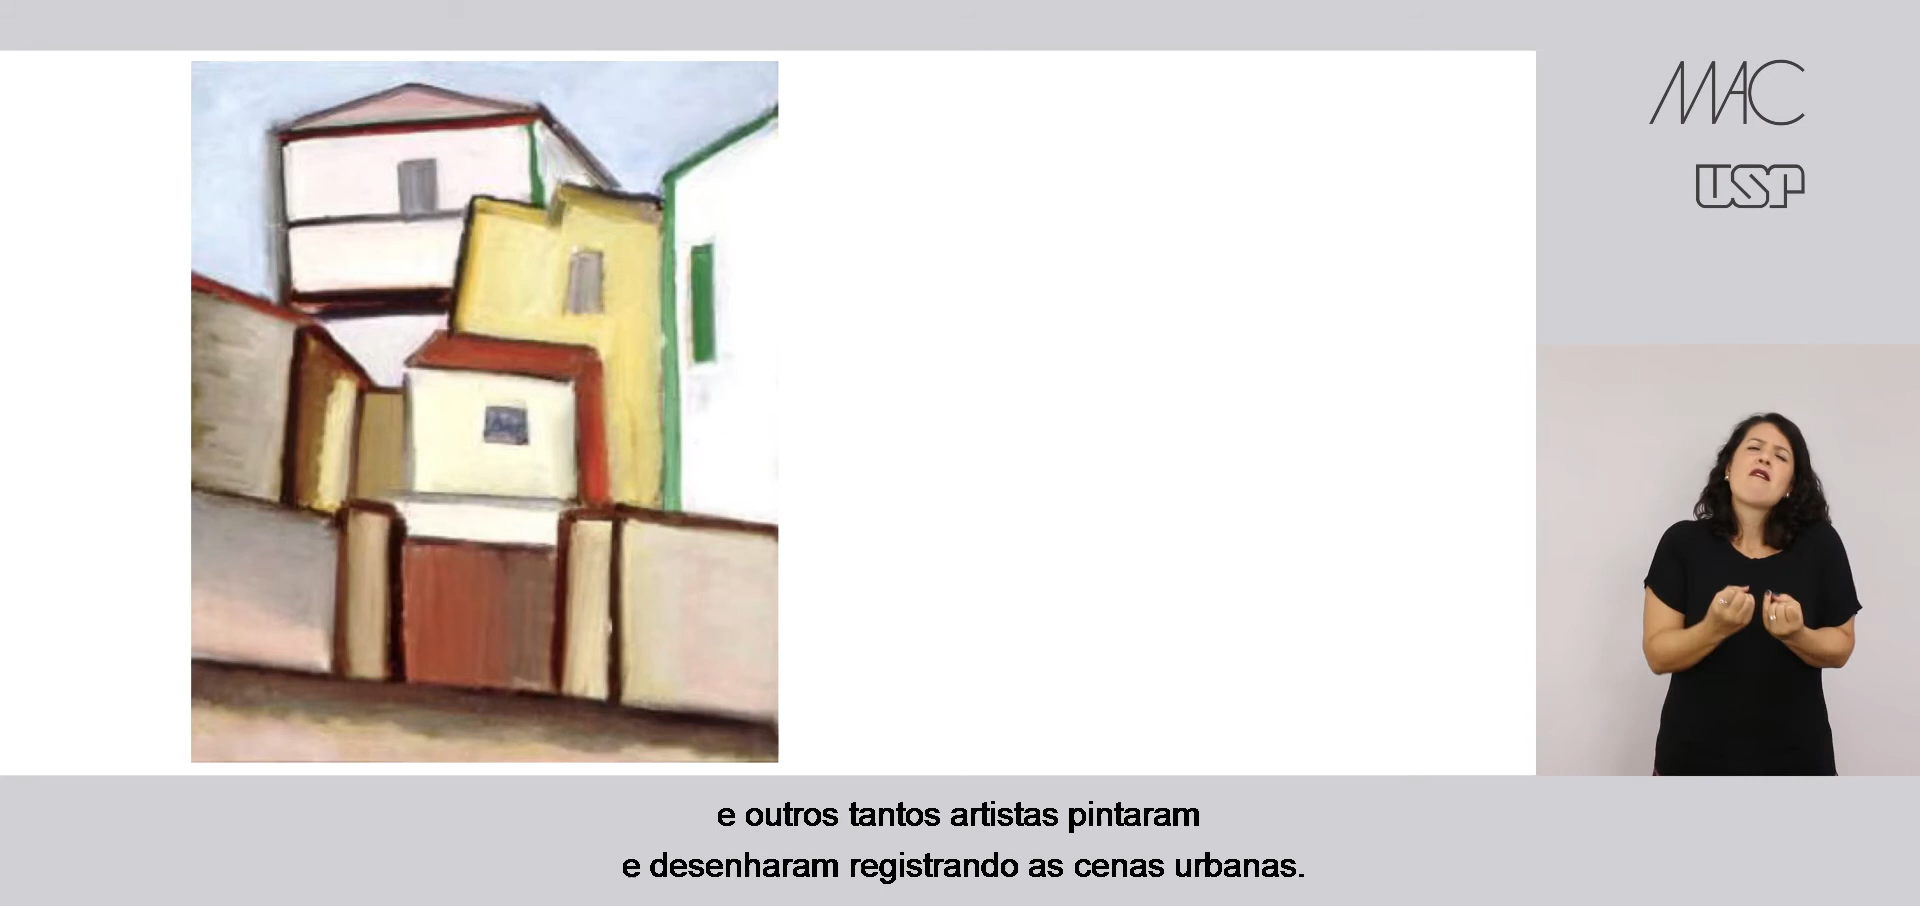 MAC
USP
e outros tantos artistas pintaram
e desenharam registrando as cenas urbanas.